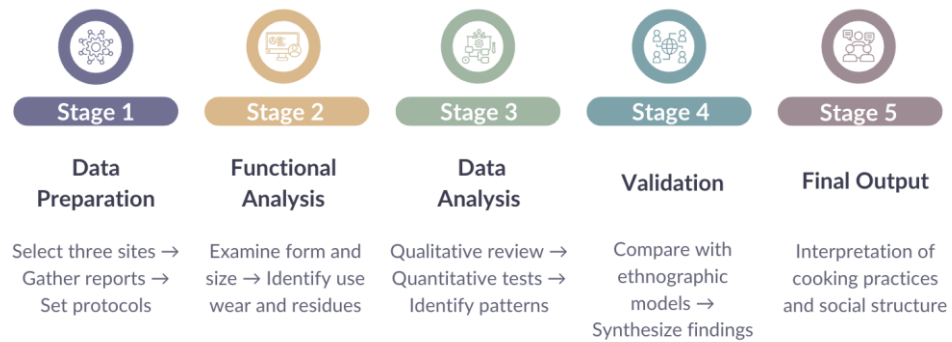 Stage 1
Stage 2
Stage 3
Stage 4
Stage 5
Data
Preparation
Functional
Analysis
Data
Analysis
Validation
Final Output
Select three sites →
Gather reports →
Set protocols
Examine form and
size → Identify use
wear and residues
Qualitative review →
Quantitative tests →
Identify patterns
Compare with
ethnographic
models →
Synthesize findings
Interpretation of
cooking practices
and social structure